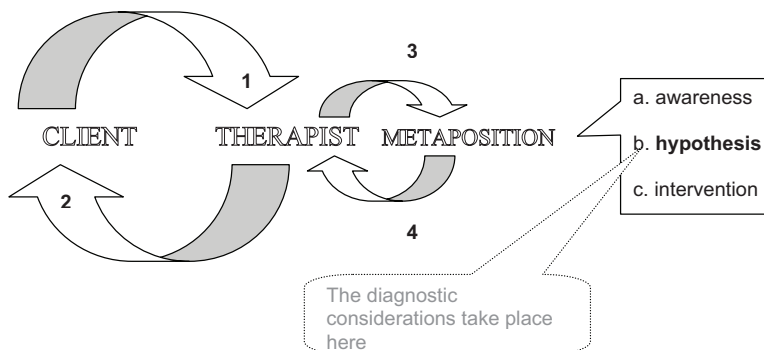 3
1
a. awareness
CLIENT THERAPIST METAPOSITION
b. hypothesis
2
c. intervention
4
The diagnostic
considerations take place
here